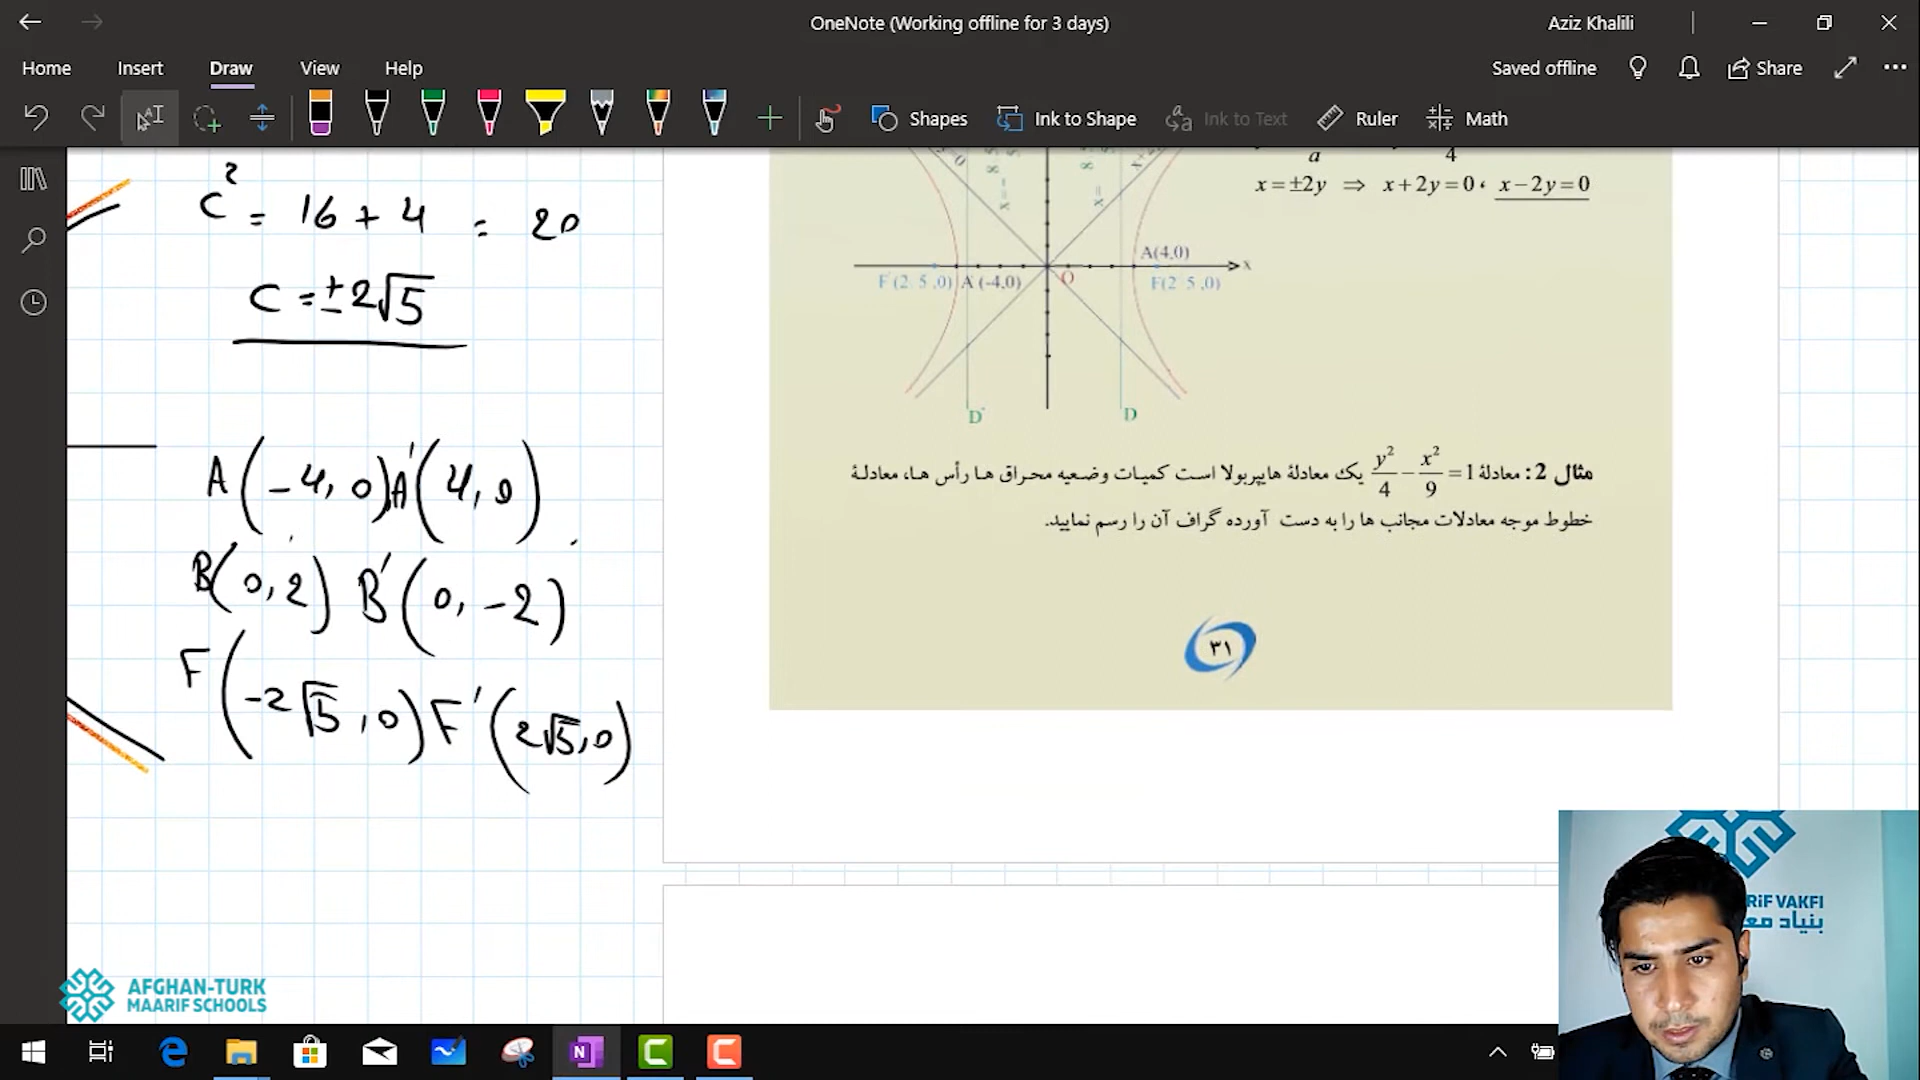 OneNote (Working offline for 3 days)
Aziz Khalili
Home Insert Draw View Help
Saved offline
Share
Shapes
Ink to Shape
Ink to Text
Ruler
Math
c² = 16 + 4 = 20
c = ±2√5
A(-4, 0) A'(4, 0)
B(0, 2) B'(0, -2)
F(-2√5, 0) F'(2√5, 0)
a 4
x = ±2y ⇒ x + 2y = 0، x − 2y = 0
A(4,0)
x
F'(2 5 ,0) A'(-4,0) O F(2 5 ,0)
D' D
مثال 2: معادلهٔ y²/4 − x²/9 = 1 یک معادلهٔ هایپربولا است کمیات وضعیه محراق ها رأس ها، معادلهٔ
خطوط موجه معادلات مجانب ها را به دست آورده گراف آن را رسم نمایید.
۳۱
RİF VAKFI
بنیاد مع
AFGHAN-TURK
MAARIF SCHOOLS